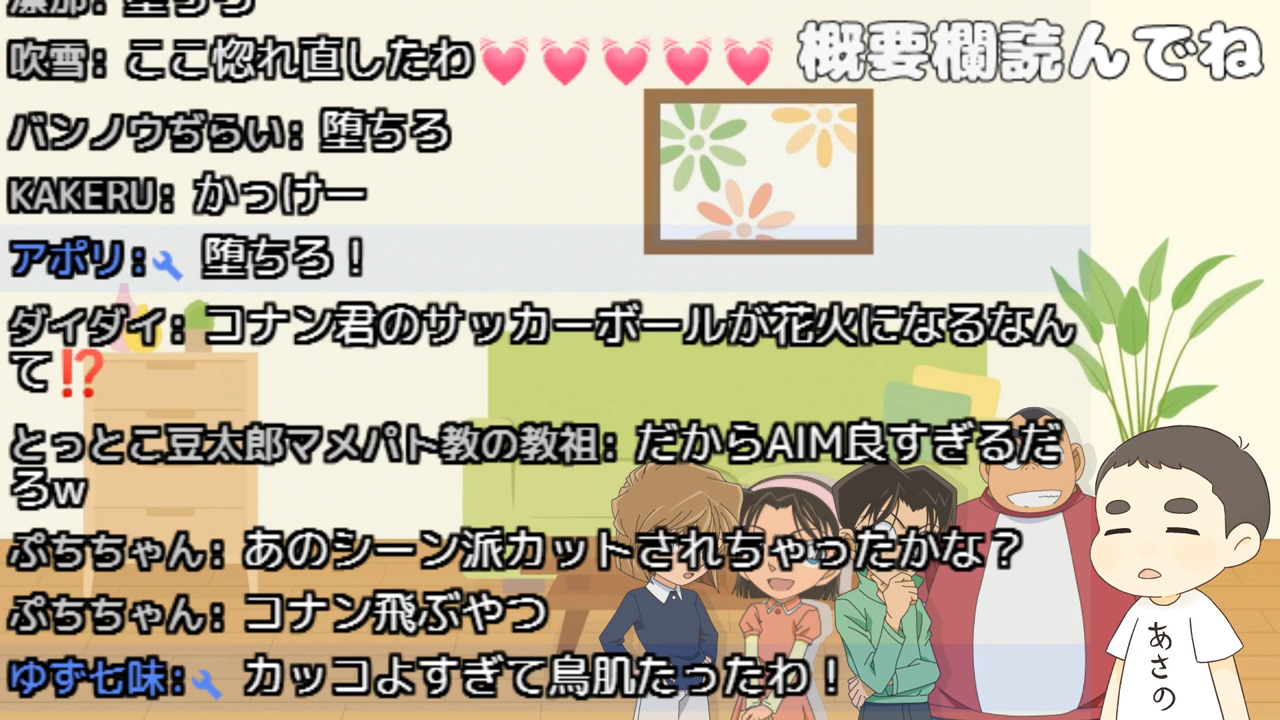 概要欄読んでね
吹雪: ここ惚れ直したわ💓💓💓💓💓
バンノウぢらい: 堕ちろ
KAKERU: かっけー
アポリ: 堕ちろ！
ダイダイ: コナン君のサッカーボールが花火になるなん
て⁉️
とっとこ豆太郎マメパト教の教祖: だからAIM良すぎるだ
ろw
ぷちちゃん: あのシーン派カットされちゃったかな？
ぷちちゃん: コナン飛ぶやつ
ゆず七味: カッコよすぎて鳥肌たったわ！
あさの